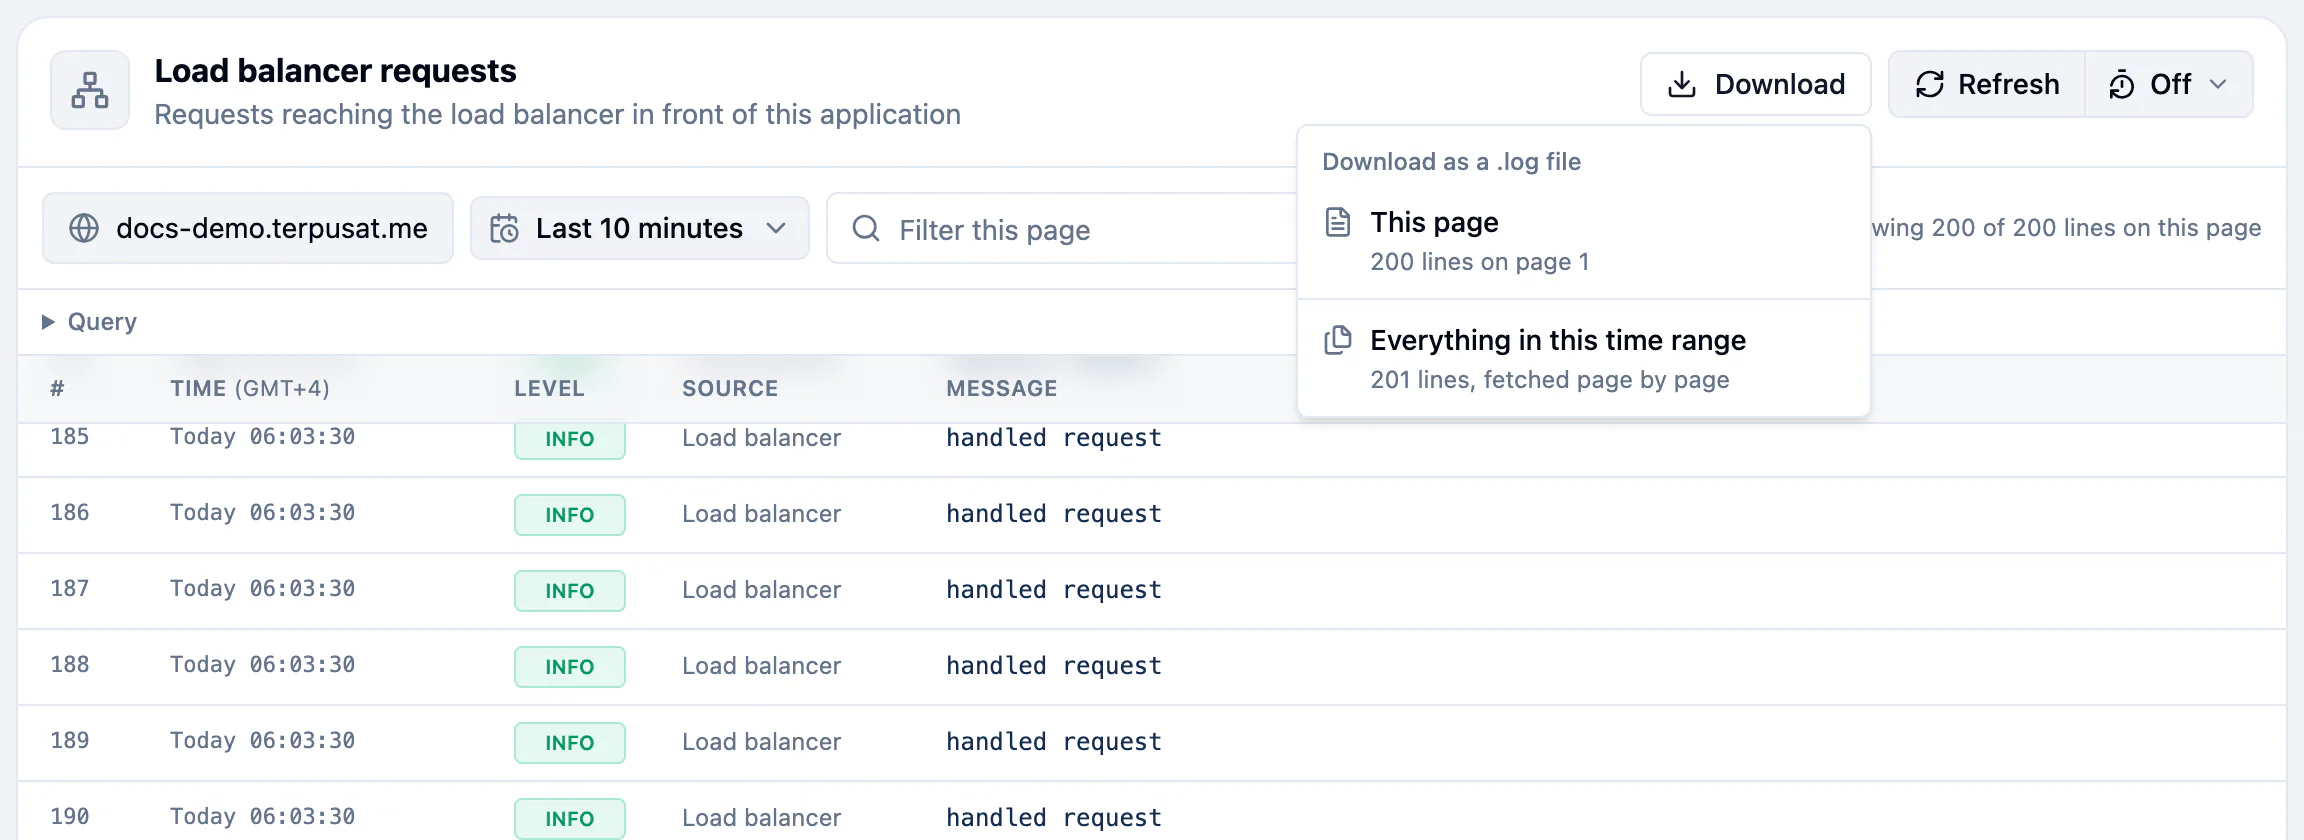 Load balancer requests
Requests reaching the load balancer in front of this application
Download
Refresh
Off
Download as a .log file
This page
200 lines on page 1
Everything in this time range
201 lines, fetched page by page
docs-demo.terpusat.me
Last 10 minutes
Filter this page
wing 200 of 200 lines on this page
Query
# TIME (GMT+4) LEVEL SOURCE MESSAGE
185 Today 06:03:30 INFO Load balancer handled request
186 Today 06:03:30 INFO Load balancer handled request
187 Today 06:03:30 INFO Load balancer handled request
188 Today 06:03:30 INFO Load balancer handled request
189 Today 06:03:30 INFO Load balancer handled request
190 Today 06:03:30 INFO Load balancer handled request